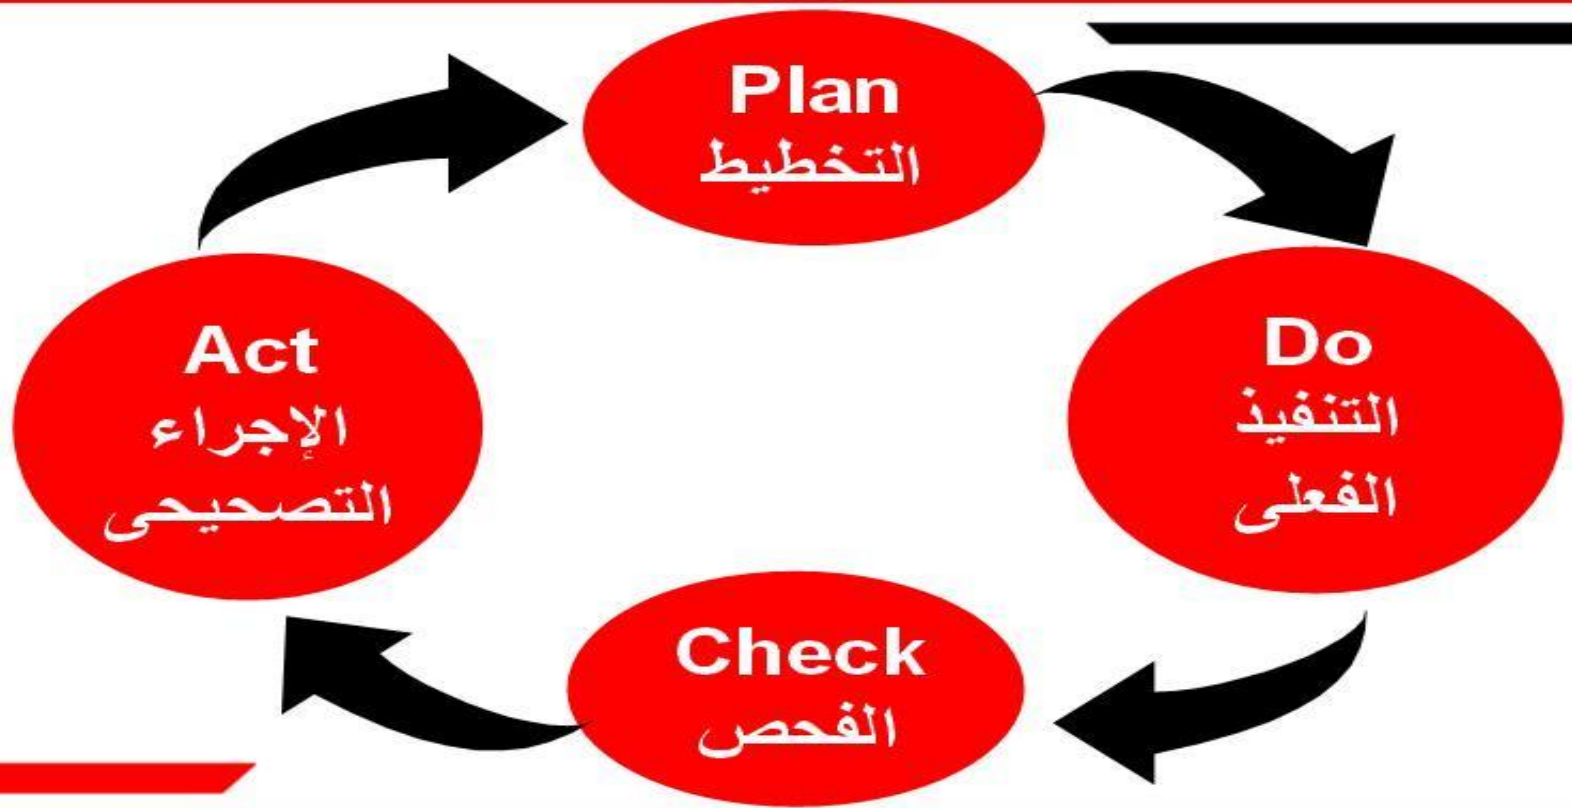 Plan
التخطيط
Do
التنفيذ
الفعلى
Check
الفحص
Act
الإجراء
التصحيحى